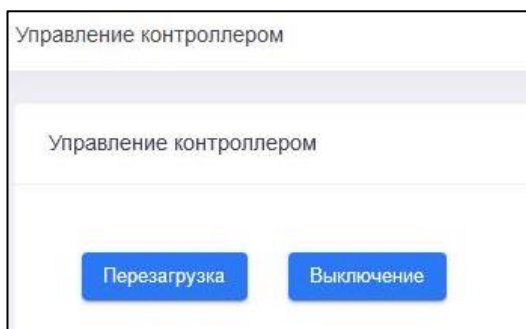 Управление контроллером
Управление контроллером
Перезагрузка Выключение